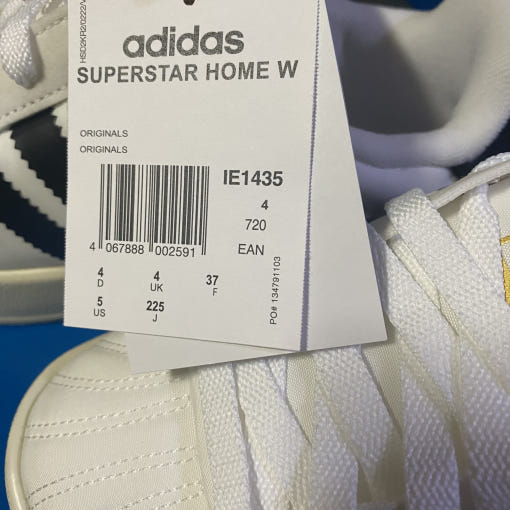 adidas
SUPERSTAR HOME W
ORIGINALS
ORIGINALS
IE1435
4
720
EAN
4 067888 002591
4 4 37
D UK F
5 225
US J
PO# 134791103